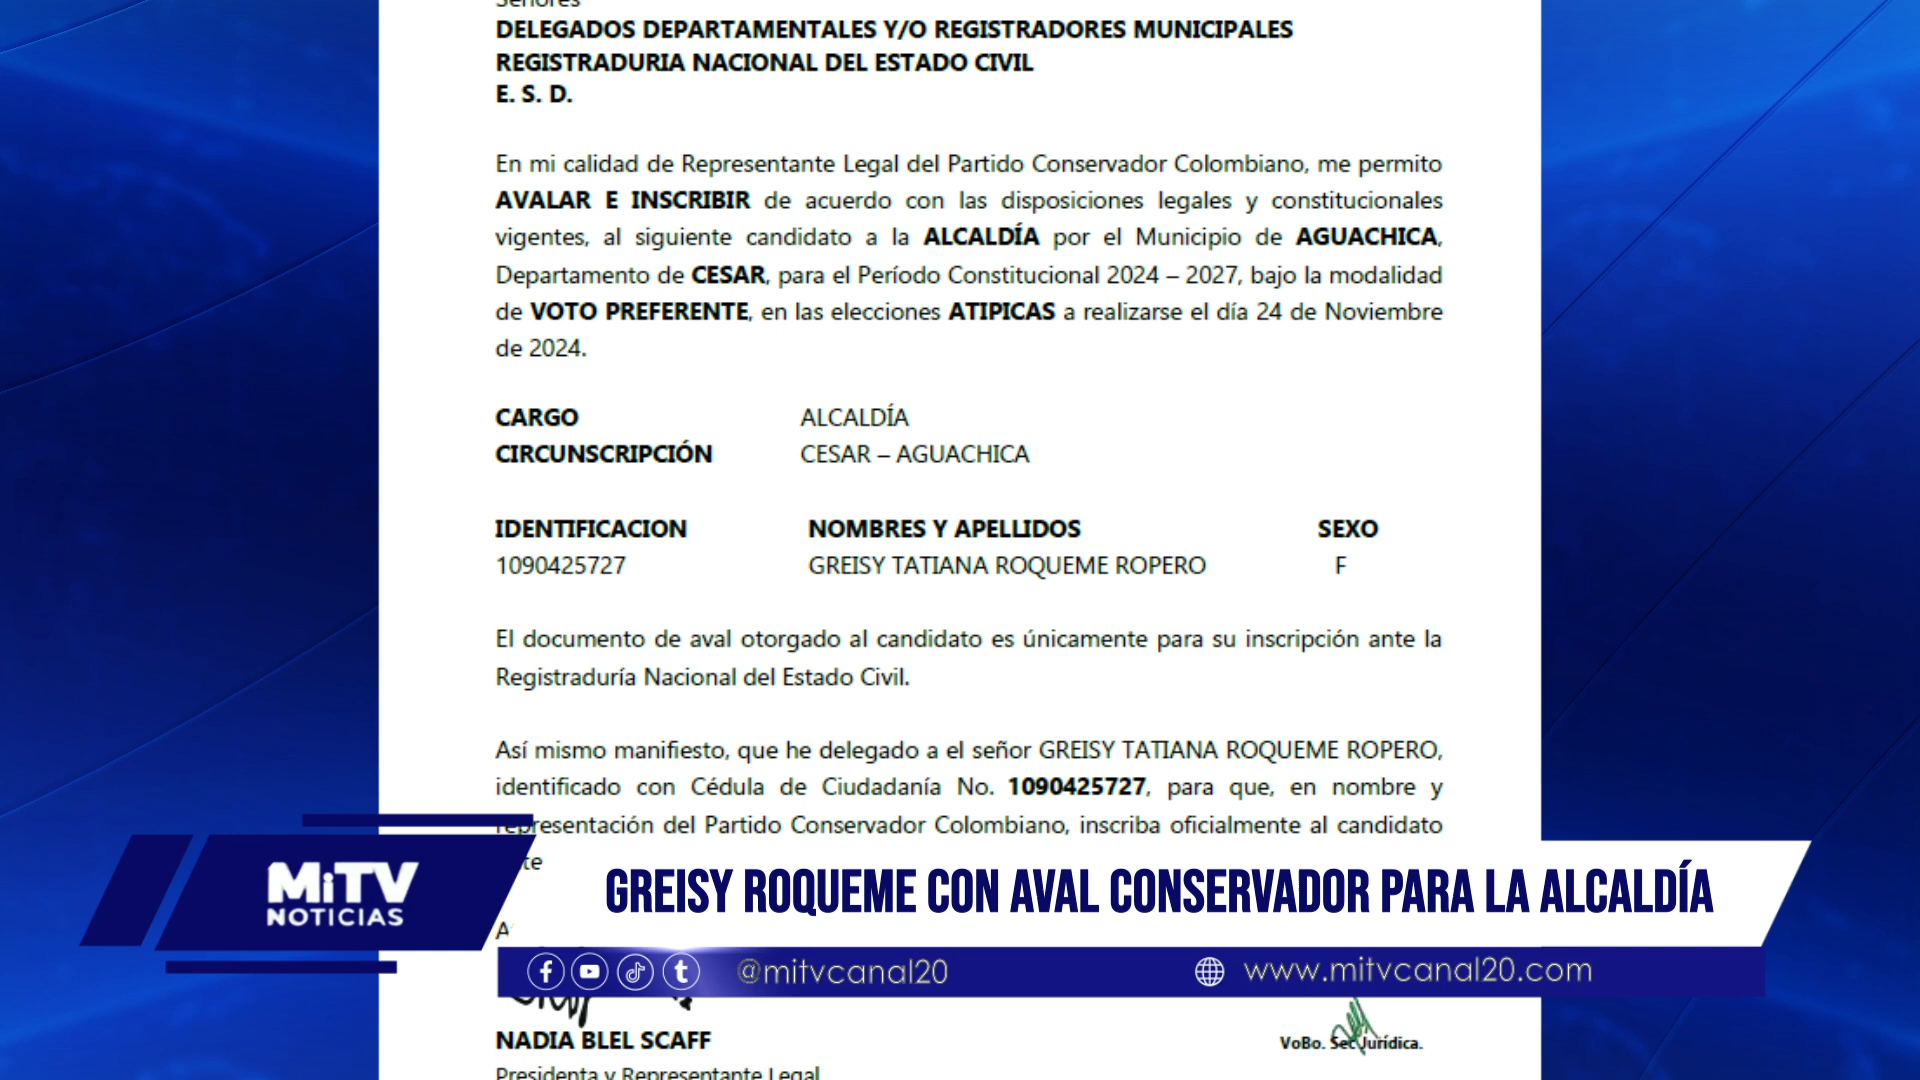 Señores
DELEGADOS DEPARTAMENTALES Y/O REGISTRADORES MUNICIPALES
REGISTRADURIA NACIONAL DEL ESTADO CIVIL
E. S. D.
En mi calidad de Representante Legal del Partido Conservador Colombiano, me permito
AVALAR E INSCRIBIR de acuerdo con las disposiciones legales y constitucionales
vigentes, al siguiente candidato a la ALCALDÍA por el Municipio de AGUACHICA,
Departamento de CESAR, para el Período Constitucional 2024 – 2027, bajo la modalidad
de VOTO PREFERENTE, en las elecciones ATIPICAS a realizarse el día 24 de Noviembre
de 2024.
CARGO ALCALDÍA
CIRCUNSCRIPCIÓN CESAR – AGUACHICA
IDENTIFICACION NOMBRES Y APELLIDOS SEXO
1090425727 GREISY TATIANA ROQUEME ROPERO F
El documento de aval otorgado al candidato es únicamente para su inscripción ante la
Registraduría Nacional del Estado Civil.
Así mismo manifiesto, que he delegado a el señor GREISY TATIANA ROQUEME ROPERO,
identificado con Cédula de Ciudadanía No. 1090425727, para que, en nombre y
representación del Partido Conservador Colombiano, inscriba oficialmente al candidato
MiTV
NOTICIAS
GREISY ROQUEME CON AVAL CONSERVADOR PARA LA ALCALDÍA
@mitvcanal20 www.mitvcanal20.com
NADIA BLEL SCAFF
VoBo. Sec Jurídica.
Presidenta y Representante Legal